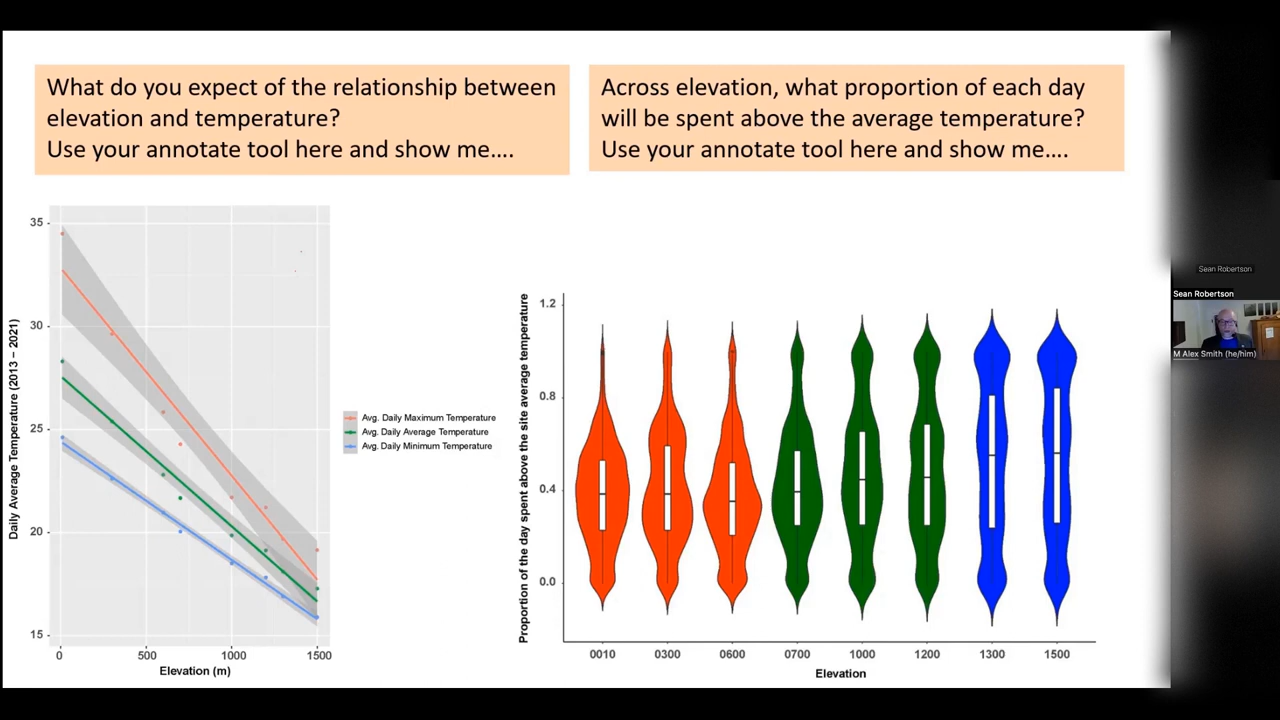 What do you expect of the relationship between
elevation and temperature?
Use your annotate tool here and show me....
Across elevation, what proportion of each day
will be spent above the average temperature?
Use your annotate tool here and show me....
Daily Average Temperature (2013 – 2021)
35
30
25
20
15
0
500
1000
1500
Elevation (m)
Avg. Daily Maximum Temperature
Avg. Daily Average Temperature
Avg. Daily Minimum Temperature
Proportion of the day spent above the site average temperature
1.2
0.8
0.4
0.0
0010
0300
0600
0700
1000
1200
1300
1500
Elevation
Sean Robertson
Sean Robertson
M Alex Smith (he/him)